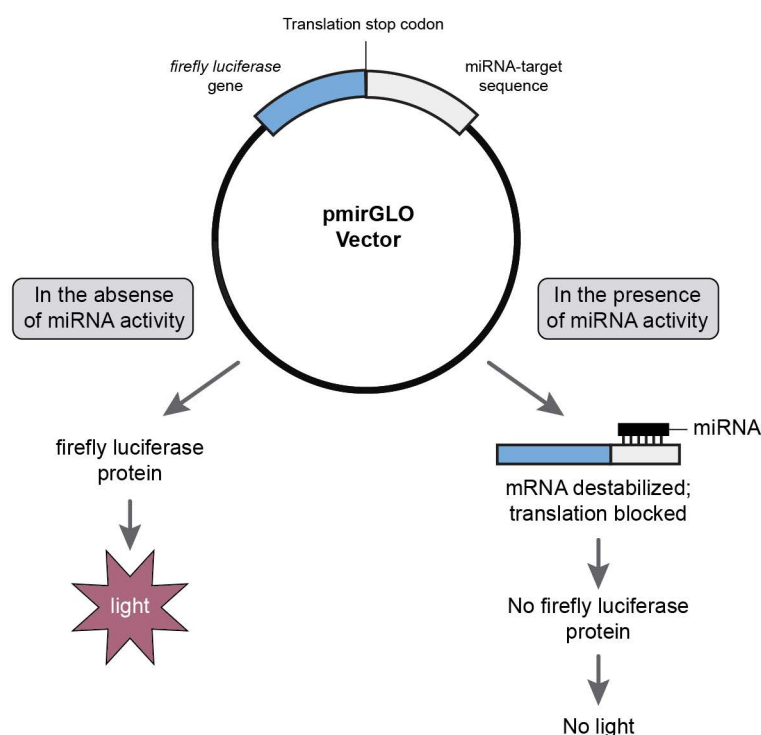 Translation stop codon
firefly luciferase
gene
miRNA-target
sequence
pmirGLO
Vector
In the absense
of miRNA activity
In the presence
of miRNA activity
firefly luciferase
protein
light
miRNA
mRNA destabilized;
translation blocked
No firefly luciferase
protein
No light